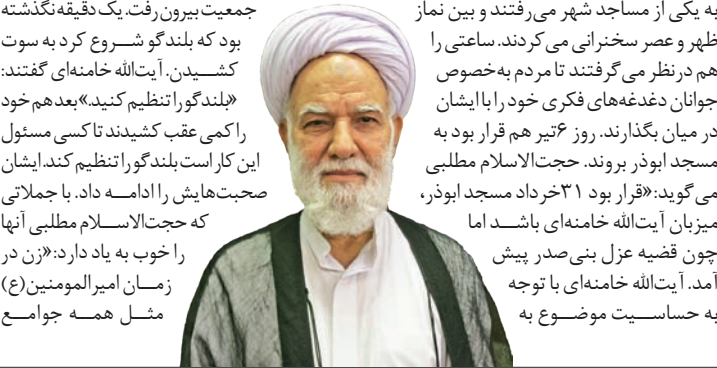 به یکی از مساجد شهر می‌رفتند و بین نماز
ظهر و عصر سخنرانی می‌کردند. ساعتی را
هم درنظر می‌گرفتند تا مردم به‌خصوص
جوانان دغدغه‌های فکری خود را با ایشان
در میان بگذارند. روز ۶تیر هم قرار بود به
مسجد ابوذر بروند. حجت‌الاسلام مطلبی
می‌گوید: «قرار بود ۳۱خرداد مسجد ابوذر،
میزبان آیت‌الله خامنه‌ای باشد اما
چون قضیه عزل بنی‌صدر پیش
آمد. آیت‌الله خامنه‌ای با توجه
به حساسیت موضوع به
جمعیت بیرون رفت. یک دقیقه نگذشته
بود که بلندگو شروع کرد به سوت
کشیدن. آیت‌الله خامنه‌ای گفتند:
«بلندگو را تنظیم کنید.» بعد هم خود
را کمی عقب کشیدند تا کسی مسئول
این کار است بلندگو را تنظیم کند. ایشان
صحبت‌هایش را ادامه داد. با جملاتی
که حجت‌الاسلام مطلبی آنها
را خوب به یاد دارد: «زن در
زمان امیرالمومنین(ع)
مثل همه جوامع